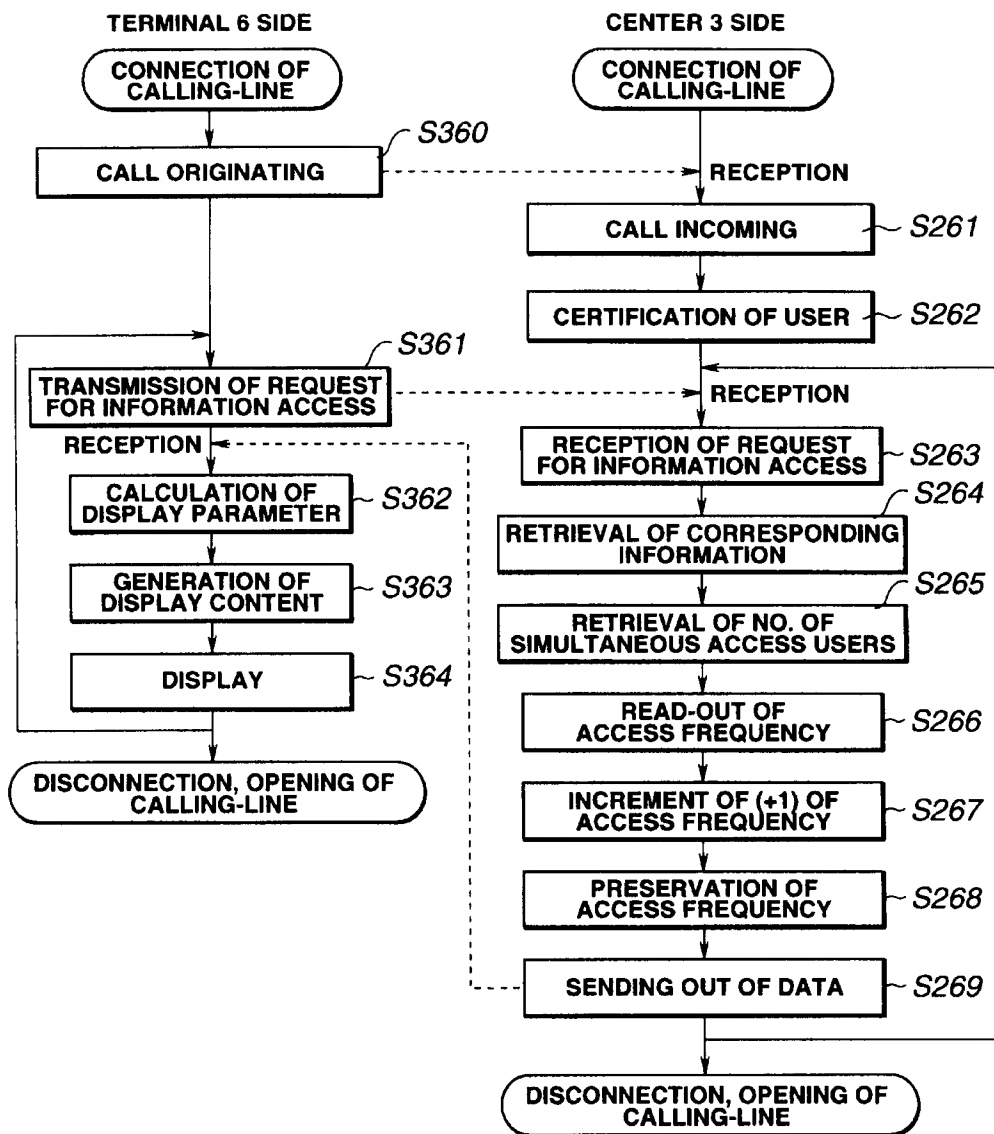 TERMINAL 6 SIDE
CONNECTION OF
CALLING-LINE
S360
CALL ORIGINATING
S361
TRANSMISSION OF REQUEST
FOR INFORMATION ACCESS
RECEPTION
CALCULATION OF
DISPLAY PARAMETER
S362
GENERATION OF
DISPLAY CONTENT
S363
DISPLAY
S364
DISCONNECTION, OPENING OF
CALLING-LINE
CENTER 3 SIDE
CONNECTION OF
CALLING-LINE
RECEPTION
CALL INCOMING
S261
CERTIFICATION OF USER
S262
RECEPTION
RECEPTION OF REQUEST
FOR INFORMATION ACCESS
S263
S264
RETRIEVAL OF CORRESPONDING
INFORMATION
S265
RETRIEVAL OF NO. OF
SIMULTANEOUS ACCESS USERS
READ-OUT OF
ACCESS FREQUENCY
S266
INCREMENT OF (+1) OF
ACCESS FREQUENCY
S267
PRESERVATION OF
ACCESS FREQUENCY
S268
SENDING OUT OF DATA
S269
DISCONNECTION, OPENING OF
CALLING-LINE